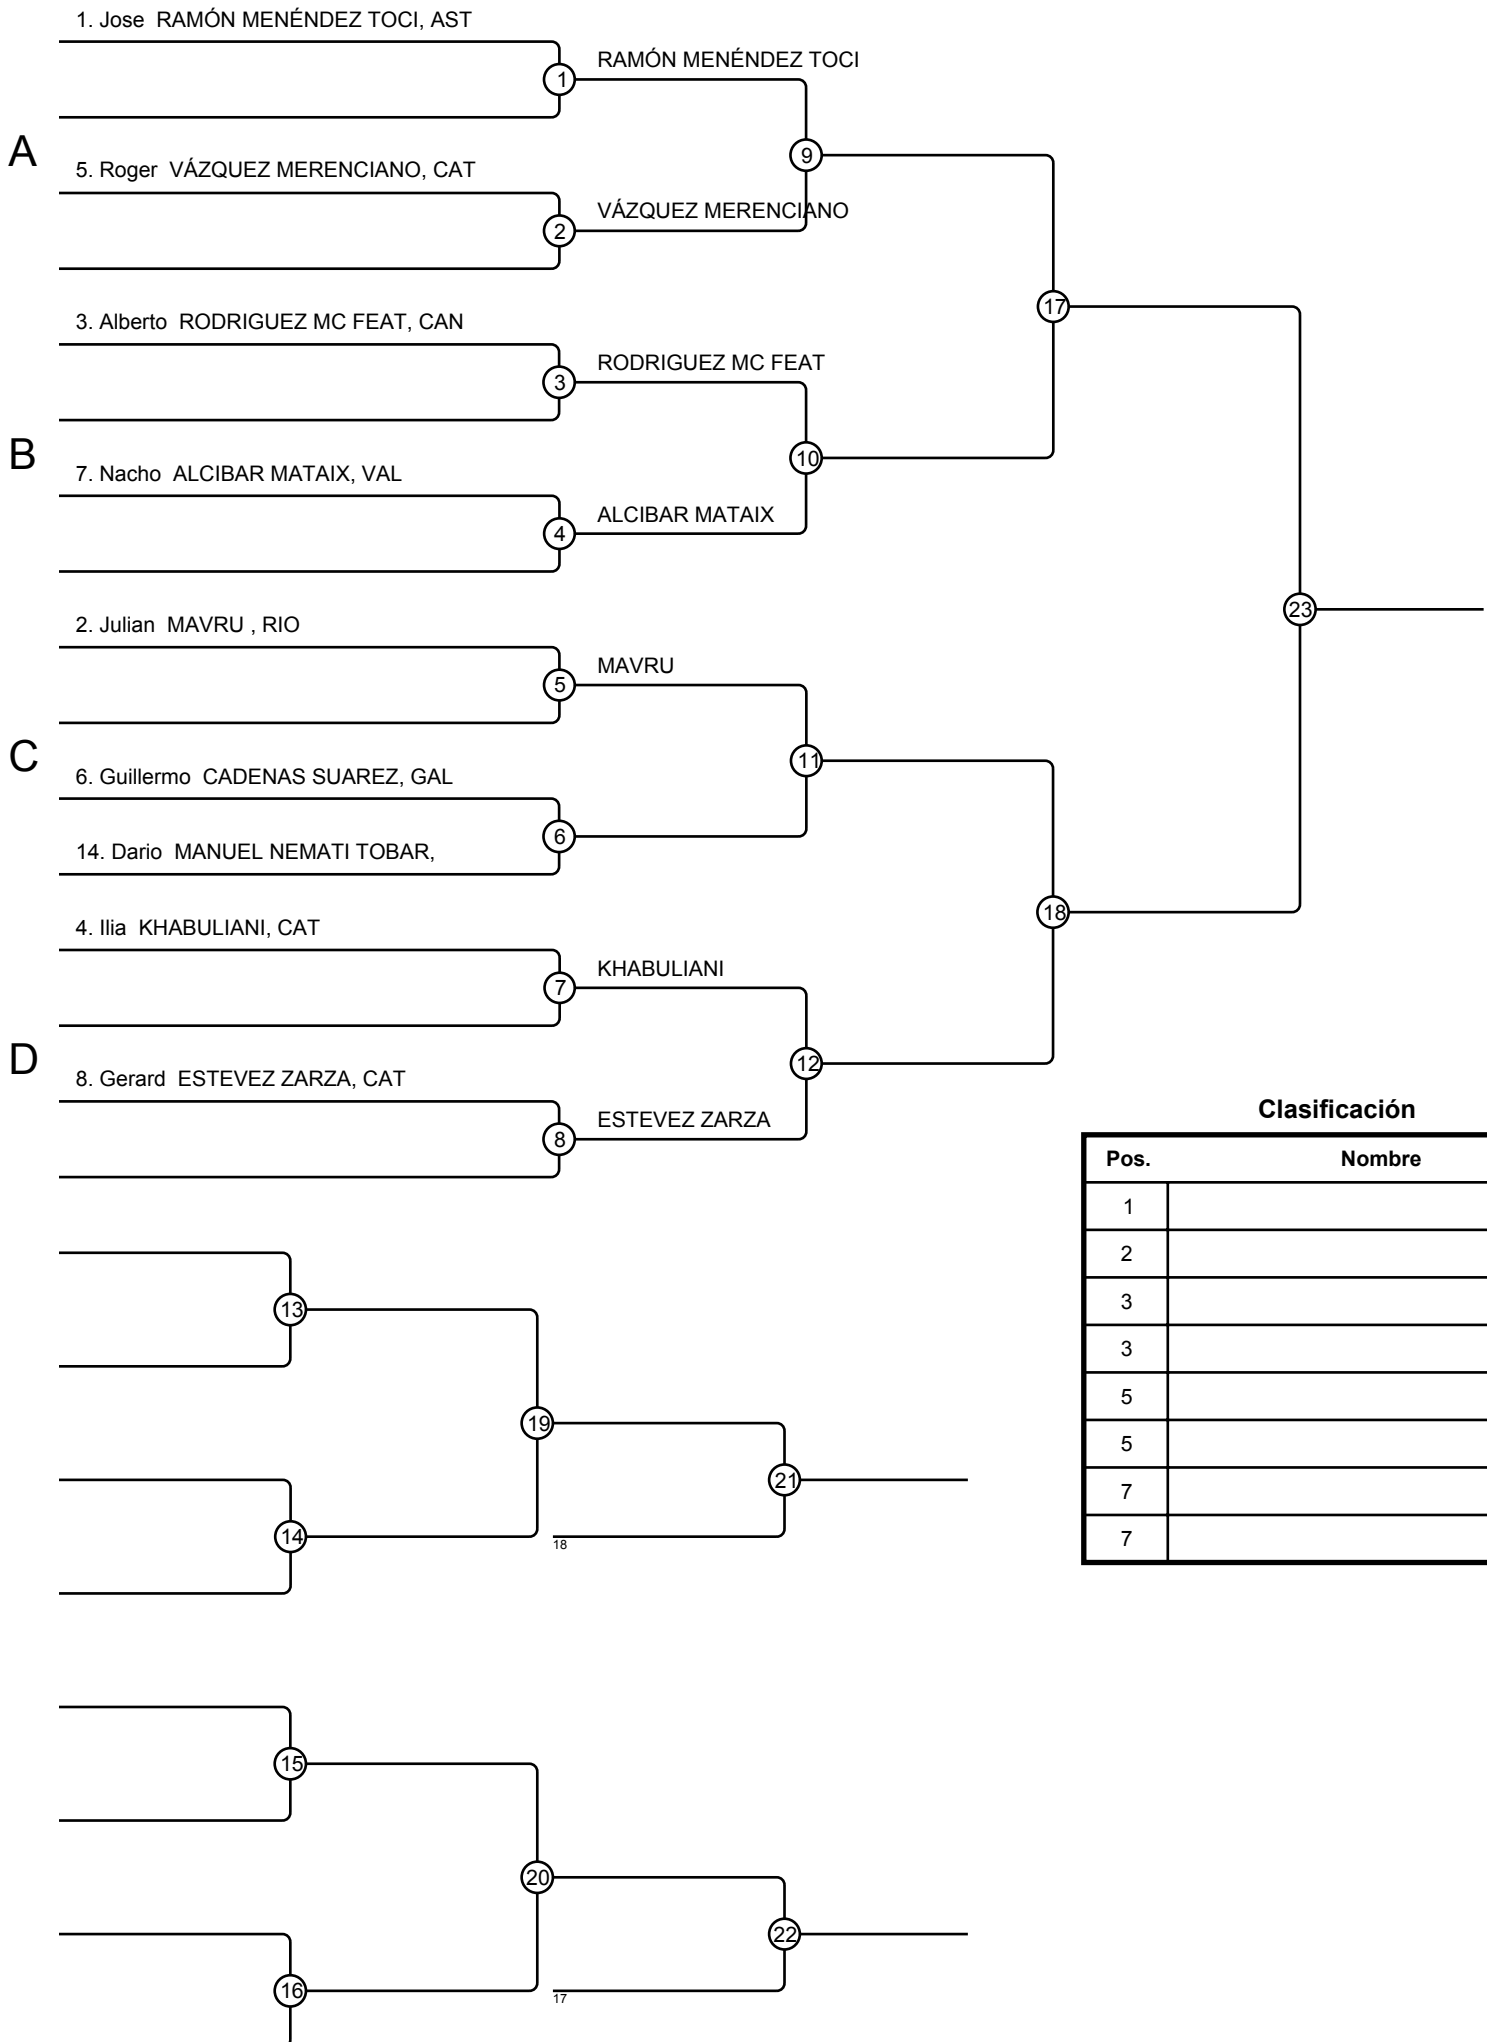 1. Jose  RAMÓN MENÉNDEZ TOCI, AST
RAMÓN MENÉNDEZ TOCI
1
A
9
5. Roger  VÁZQUEZ MERENCIANO, CAT
VÁZQUEZ MERENCIANO
2
17
3. Alberto  RODRIGUEZ MC FEAT, CAN
RODRIGUEZ MC FEAT
3
B
10
7. Nacho  ALCIBAR MATAIX, VAL
ALCIBAR MATAIX
4
23
2. Julian  MAVRU , RIO
MAVRU
5
C
11
6. Guillermo  CADENAS SUAREZ, GAL
6
14. Dario  MANUEL NEMATI TOBAR,
18
4. Ilia  KHABULIANI, CAT
KHABULIANI
7
D
12
8. Gerard  ESTEVEZ ZARZA, CAT
ESTEVEZ ZARZA
8
Clasificación
Pos. Nombre
1
2
3
3
5
5
7
7
13
19
21
14
18
15
20
22
16
17